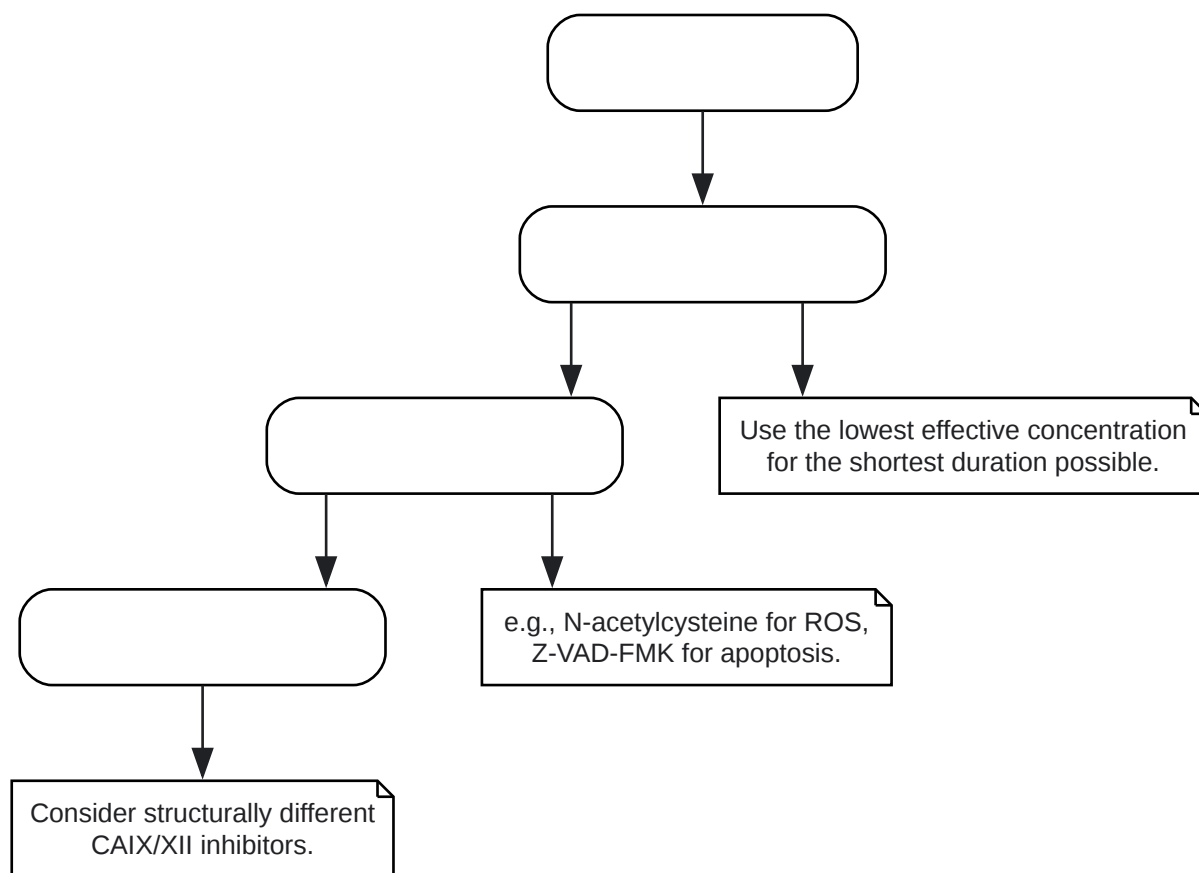 Use the lowest effective concentration
for the shortest duration possible.
e.g., N-acetylcysteine for ROS,
Z-VAD-FMK for apoptosis.
Consider structurally different
CAIX/XII inhibitors.